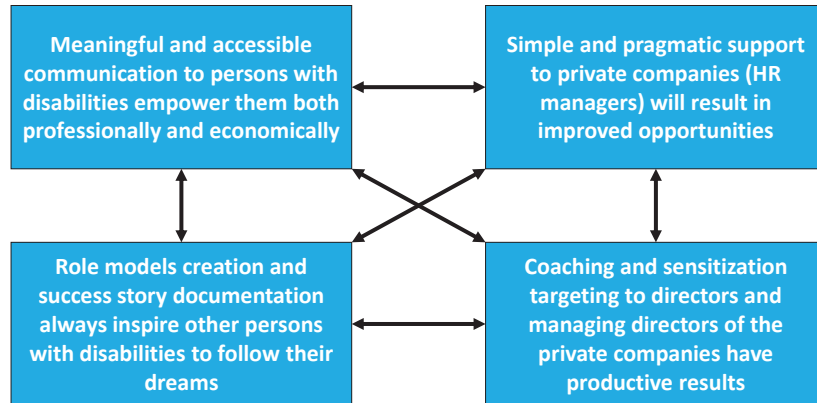 Meaningful and accessible
communication to persons with
disabilities empower them both
professionally and economically
Simple and pragmatic support
to private companies (HR
managers) will result in
improved opportunities
Role models creation and
success story documentation
always inspire other persons
with disabilities to follow their
dreams
Coaching and sensitization
targeting to directors and
managing directors of the
private companies have
productive results